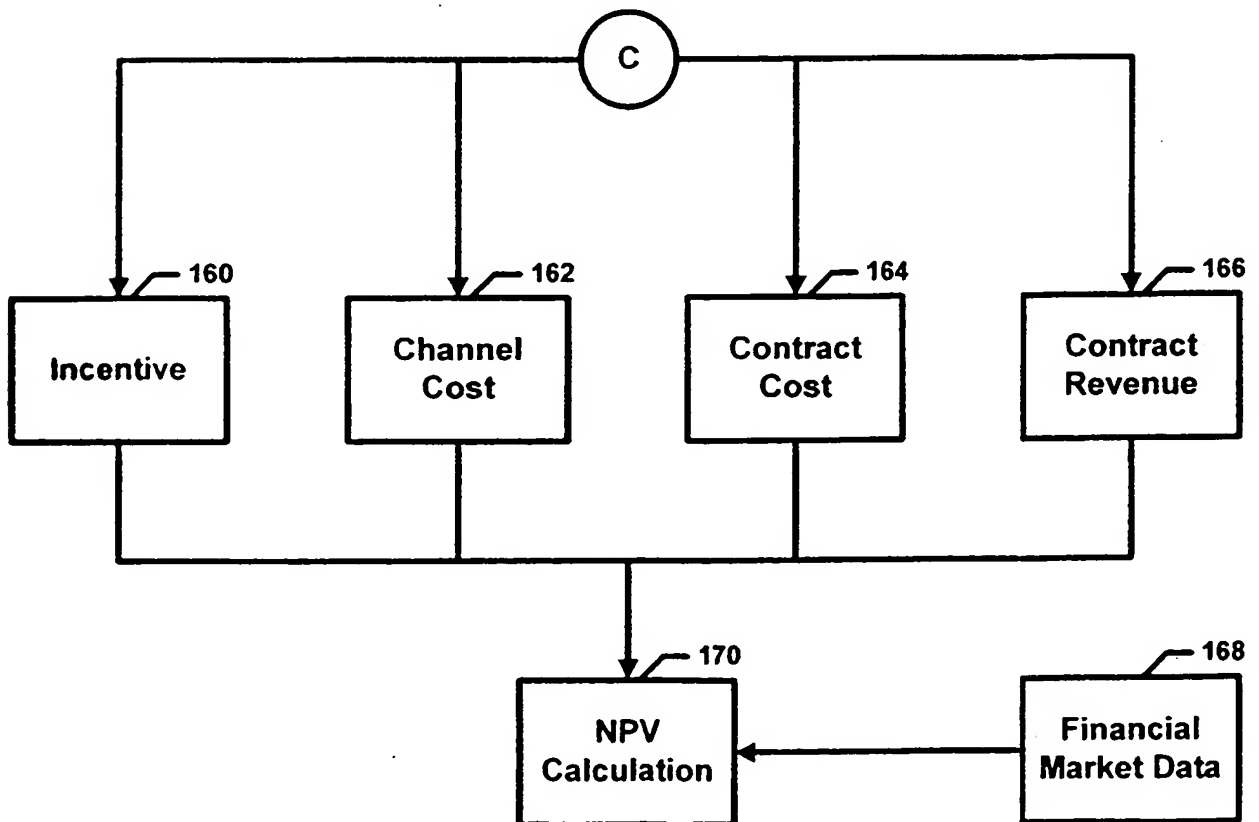 C
160
162
164
166
Incentive
Channel
Cost
Contract
Cost
Contract
Revenue
170
168
NPV
Calculation
Financial
Market Data